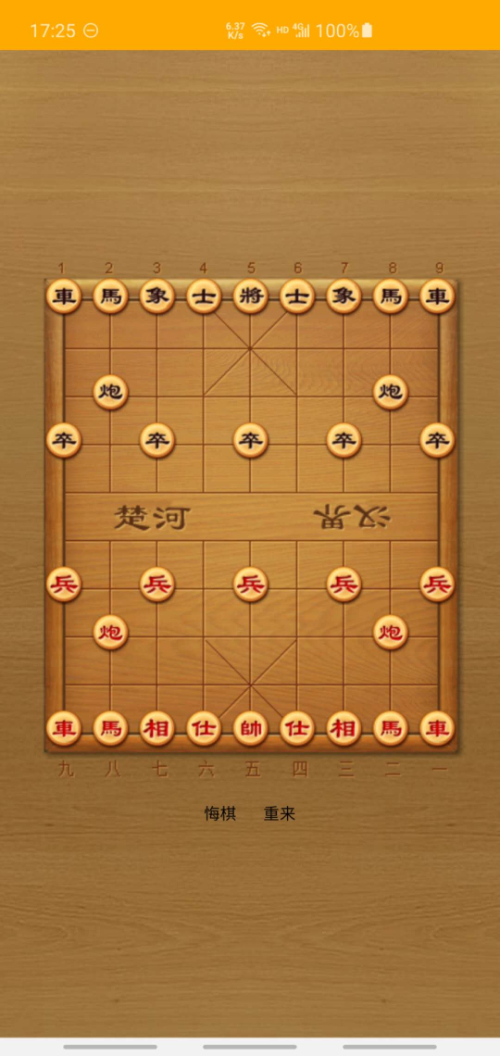 17:25 6.37 K/s HD 4G 100%
1 2 3 4 5 6 7 8 9
車 馬 象 士 將 士 象 馬 車
炮 炮
卒 卒 卒 卒 卒
楚河 汉界
兵 兵 兵 兵 兵
炮 炮
車 馬 相 仕 帥 仕 相 馬 車
九 八 七 六 五 四 三 二 一
悔棋 重来